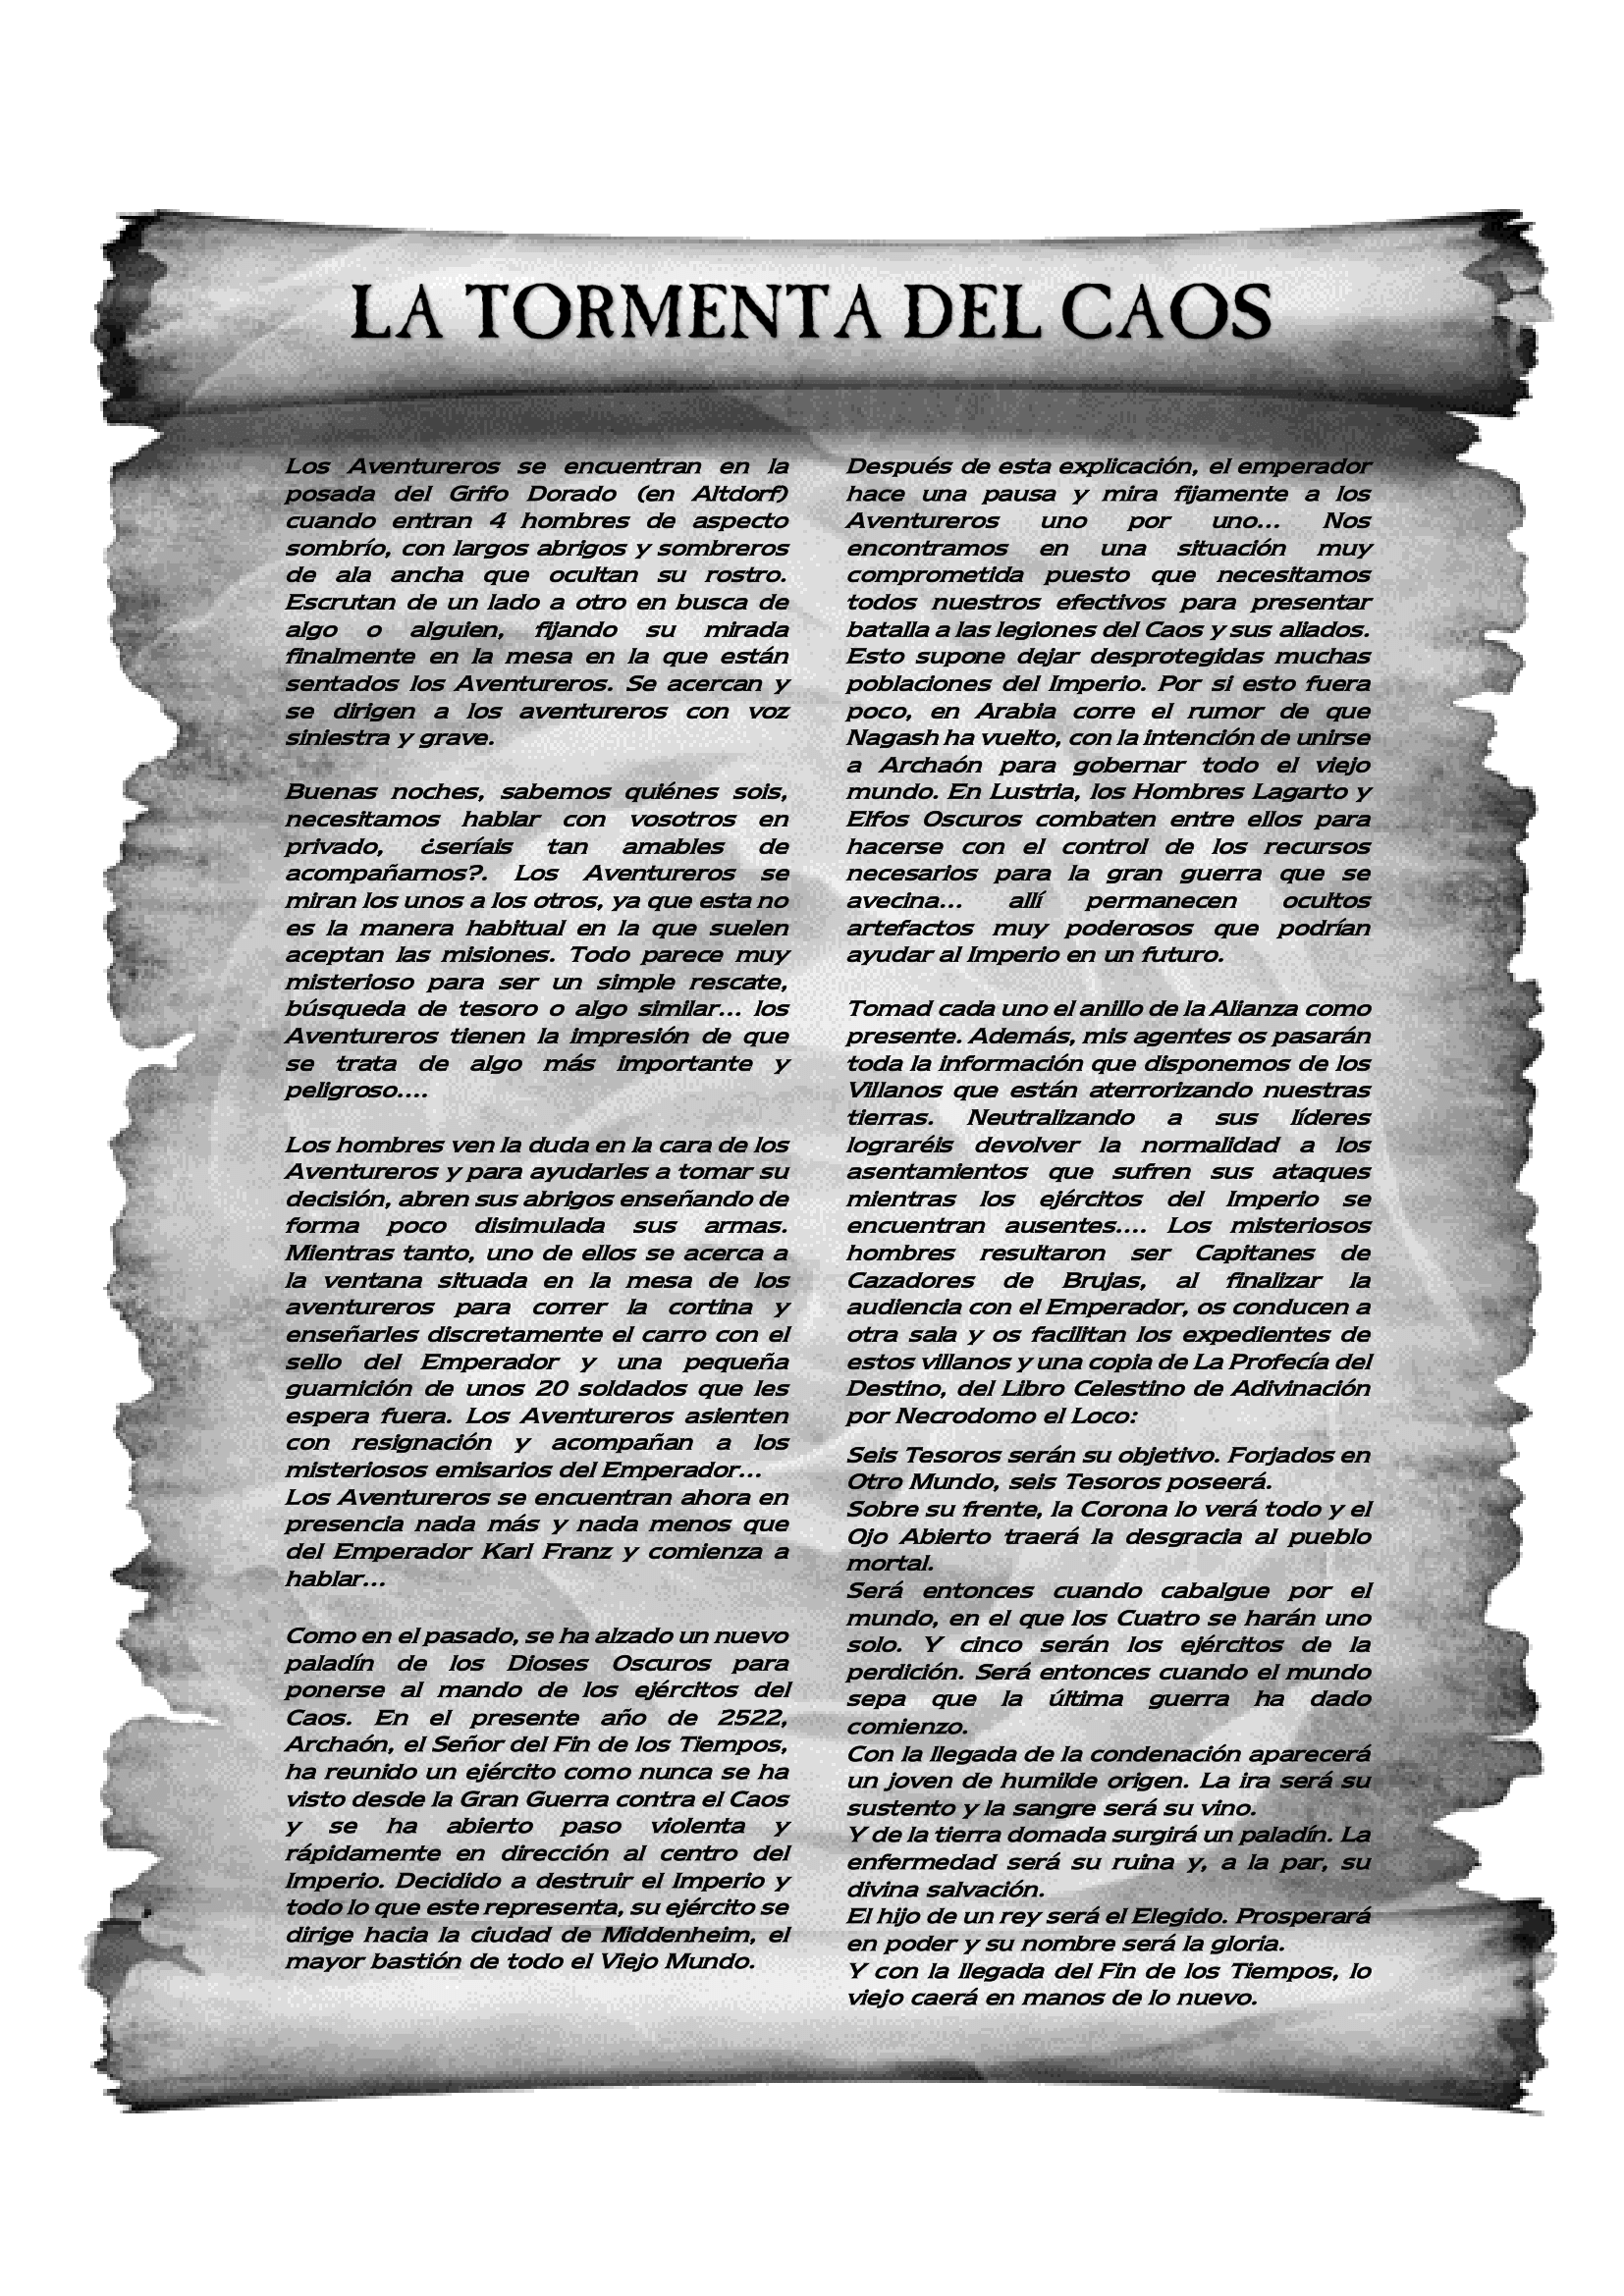 LA TORMENTA DEL CAOS
Los Aventureros se encuentran en la
posada del Grifo Dorado (en Altdorf)
cuando entran 4 hombres de aspecto
sombrío, con largos abrigos y sombreros
de ala ancha que ocultan su rostro.
Escrutan de un lado a otro en busca de
algo o alguien, fijando su mirada
finalmente en la mesa en la que están
sentados los Aventureros. Se acercan y
se dirigen a los aventureros con voz
siniestra y grave.
Buenas noches, sabemos quiénes sois,
necesitamos hablar con vosotros en
privado, ¿seríais tan amables de
acompañarnos?. Los Aventureros se
miran los unos a los otros, ya que esta no
es la manera habitual en la que suelen
aceptan las misiones. Todo parece muy
misterioso para ser un simple rescate,
búsqueda de tesoro o algo similar... los
Aventureros tienen la impresión de que
se trata de algo más importante y
peligroso....
Los hombres ven la duda en la cara de los
Aventureros y para ayudarles a tomar su
decisión, abren sus abrigos enseñando de
forma poco disimulada sus armas.
Mientras tanto, uno de ellos se acerca a
la ventana situada en la mesa de los
aventureros para correr la cortina y
enseñarles discretamente el carro con el
sello del Emperador y una pequeña
guarnición de unos 20 soldados que les
espera fuera. Los Aventureros asienten
con resignación y acompañan a los
misteriosos emisarios del Emperador...
Los Aventureros se encuentran ahora en
presencia nada más y nada menos que
del Emperador Karl Franz y comienza a
hablar...
Como en el pasado, se ha alzado un nuevo
paladín de los Dioses Oscuros para
ponerse al mando de los ejércitos del
Caos. En el presente año de 2522,
Archaón, el Señor del Fin de los Tiempos,
ha reunido un ejército como nunca se ha
visto desde la Gran Guerra contra el Caos
y se ha abierto paso violenta y
rápidamente en dirección al centro del
Imperio. Decidido a destruir el Imperio y
todo lo que este representa, su ejército se
dirige hacia la ciudad de Middenheim, el
mayor bastión de todo el Viejo Mundo.
Después de esta explicación, el emperador
hace una pausa y mira fijamente a los
Aventureros uno por uno... Nos
encontramos en una situación muy
comprometida puesto que necesitamos
todos nuestros efectivos para presentar
batalla a las legiones del Caos y sus aliados.
Esto supone dejar desprotegidas muchas
poblaciones del Imperio. Por si esto fuera
poco, en Arabia corre el rumor de que
Nagash ha vuelto, con la intención de unirse
a Archaón para gobernar todo el viejo
mundo. En Lustria, los Hombres Lagarto y
Elfos Oscuros combaten entre ellos para
hacerse con el control de los recursos
necesarios para la gran guerra que se
avecina... allí permanecen ocultos
artefactos muy poderosos que podrían
ayudar al Imperio en un futuro.
Tomad cada uno el anillo de la Alianza como
presente. Además, mis agentes os pasarán
toda la información que disponemos de los
Villanos que están aterrorizando nuestras
tierras. Neutralizando a sus líderes
lograréis devolver la normalidad a los
asentamientos que sufren sus ataques
mientras los ejércitos del Imperio se
encuentran ausentes.... Los misteriosos
hombres resultaron ser Capitanes de
Cazadores de Brujas, al finalizar la
audiencia con el Emperador, os conducen a
otra sala y os facilitan los expedientes de
estos villanos y una copia de La Profecía del
Destino, del Libro Celestino de Adivinación
por Necrodomo el Loco:
Seis Tesoros serán su objetivo. Forjados en
Otro Mundo, seis Tesoros poseerá.
Sobre su frente, la Corona lo verá todo y el
Ojo Abierto traerá la desgracia al pueblo
mortal.
Será entonces cuando cabalgue por el
mundo, en el que los Cuatro se harán uno
solo. Y cinco serán los ejércitos de la
perdición. Será entonces cuando el mundo
sepa que la última guerra ha dado
comienzo.
Con la llegada de la condenación aparecerá
un joven de humilde origen. La ira será su
sustento y la sangre será su vino.
Y de la tierra domada surgirá un paladín. La
enfermedad será su ruina y, a la par, su
divina salvación.
El hijo de un rey será el Elegido. Prosperará
en poder y su nombre será la gloria.
Y con la llegada del Fin de los Tiempos, lo
viejo caerá en manos de lo nuevo.